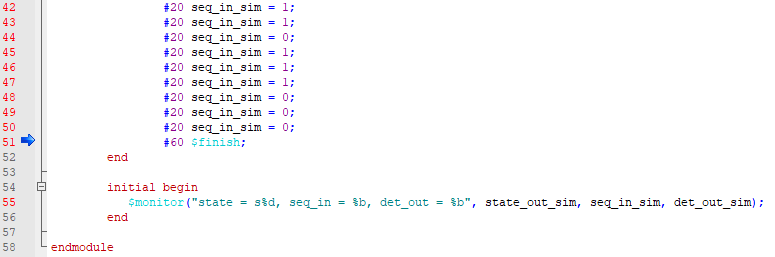 42 #20 seq_in_sim = 1;
43 #20 seq_in_sim = 1;
44 #20 seq_in_sim = 0;
45 #20 seq_in_sim = 1;
46 #20 seq_in_sim = 1;
47 #20 seq_in_sim = 1;
48 #20 seq_in_sim = 0;
49 #20 seq_in_sim = 0;
50 #20 seq_in_sim = 0;
51 #60 $finish;
52 end
53
54 initial begin
55 $monitor("state = s%d, seq_in = %b, det_out = %b", state_out_sim, seq_in_sim, det_out_sim);
56 end
57
58 endmodule